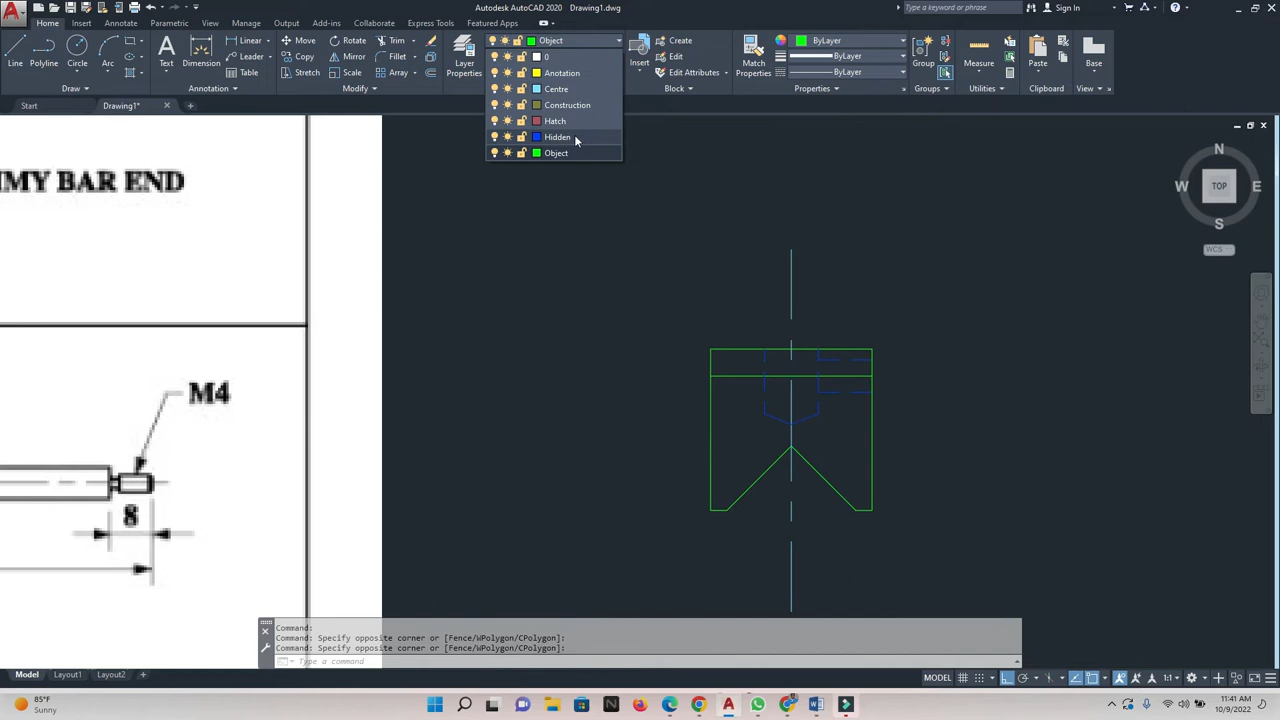 Autodesk AutoCAD 2020 Drawing1.dwg
Type a keyword or phrase
Sign In
Home Insert Annotate Parametric View Manage Output Add-ins Collaborate Express Tools Featured Apps
Line Polyline Circle Arc
Draw
Text Dimension
Linear
Leader
Table
Annotation
Move Rotate Trim
Copy Mirror Fillet
Stretch Scale Array
Modify
Layer Properties
Object
0
Anotation
Centre
Construction
Hatch
Hidden
Object
Insert
Create
Edit
Edit Attributes
Block
Match Properties
ByLayer
ByLayer
ByLayer
Properties
Group
Groups
Measure
Utilities
Paste
Clipboard
Base
View
Start Drawing1*
MMY BAR END
M4
8
N
W TOP E
S
WCS
Command:
Command: Specify opposite corner or [Fence/WPolygon/CPolygon]:
Command: Specify opposite corner or [Fence/WPolygon/CPolygon]:
Type a command
Model Layout1 Layout2
MODEL
1:1
85°F
Sunny
11:41 AM
10/9/2022